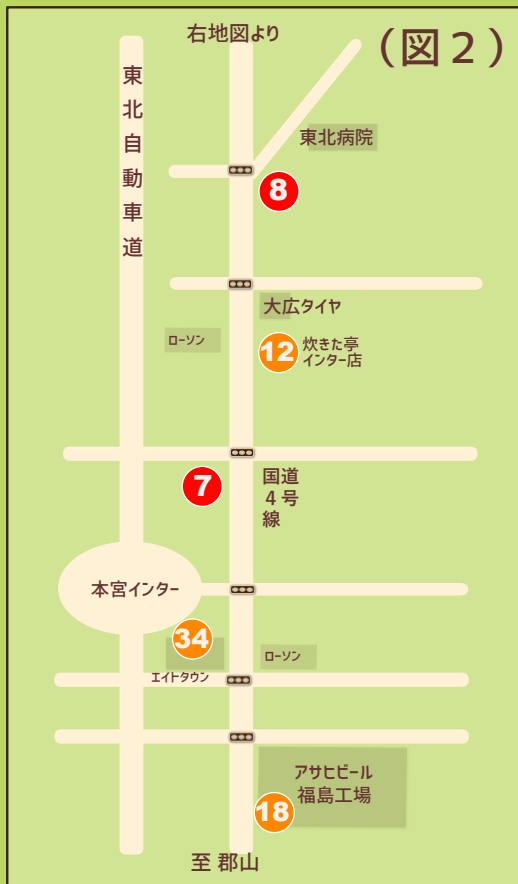 右地図より
(図2)
東北自動車道
東北病院
8
大広タイヤ
ローソン
12
炊きた亭
インター店
7
国道
4号
線
本宮インター
34
ローソン
エイトタウン
アサヒビール
福島工場
18
至 郡山